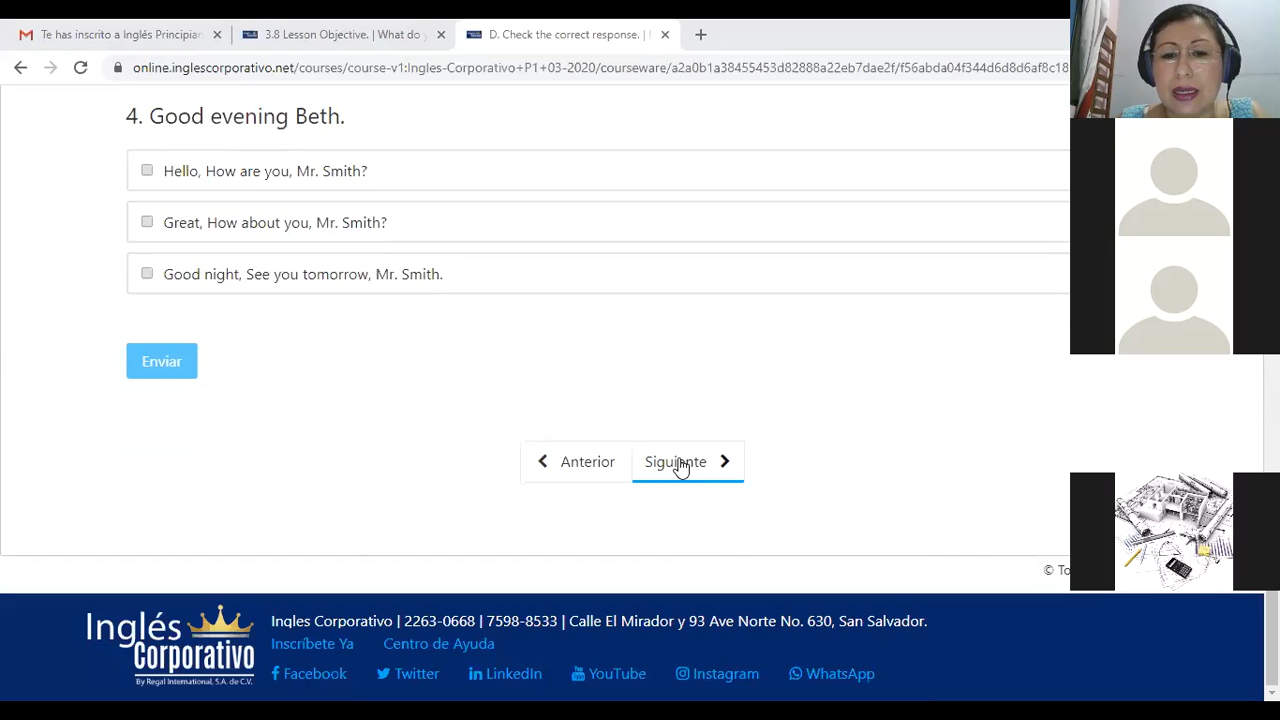 Te has inscrito a Inglés Principian
3.8 Lesson Objective. | What do
D. Check the correct response. |
online.inglescorporativo.net/courses/course-v1:Ingles-Corporativo+P1+03-2020/courseware/a2a0b1a38455453d82888a22eb7dae2f/f56abda04f344d6d8d6af8c18
4. Good evening Beth.
Hello, How are you, Mr. Smith?
Great, How about you, Mr. Smith?
Good night, See you tomorrow, Mr. Smith.
Enviar
Anterior
Siguiente
© To
Inglés Corporativo
By Regal International, S.A. de C.V.
Ingles Corporativo | 2263-0668 | 7598-8533 | Calle El Mirador y 93 Ave Norte No. 630, San Salvador.
Inscríbete Ya
Centro de Ayuda
Facebook
Twitter
LinkedIn
YouTube
Instagram
WhatsApp